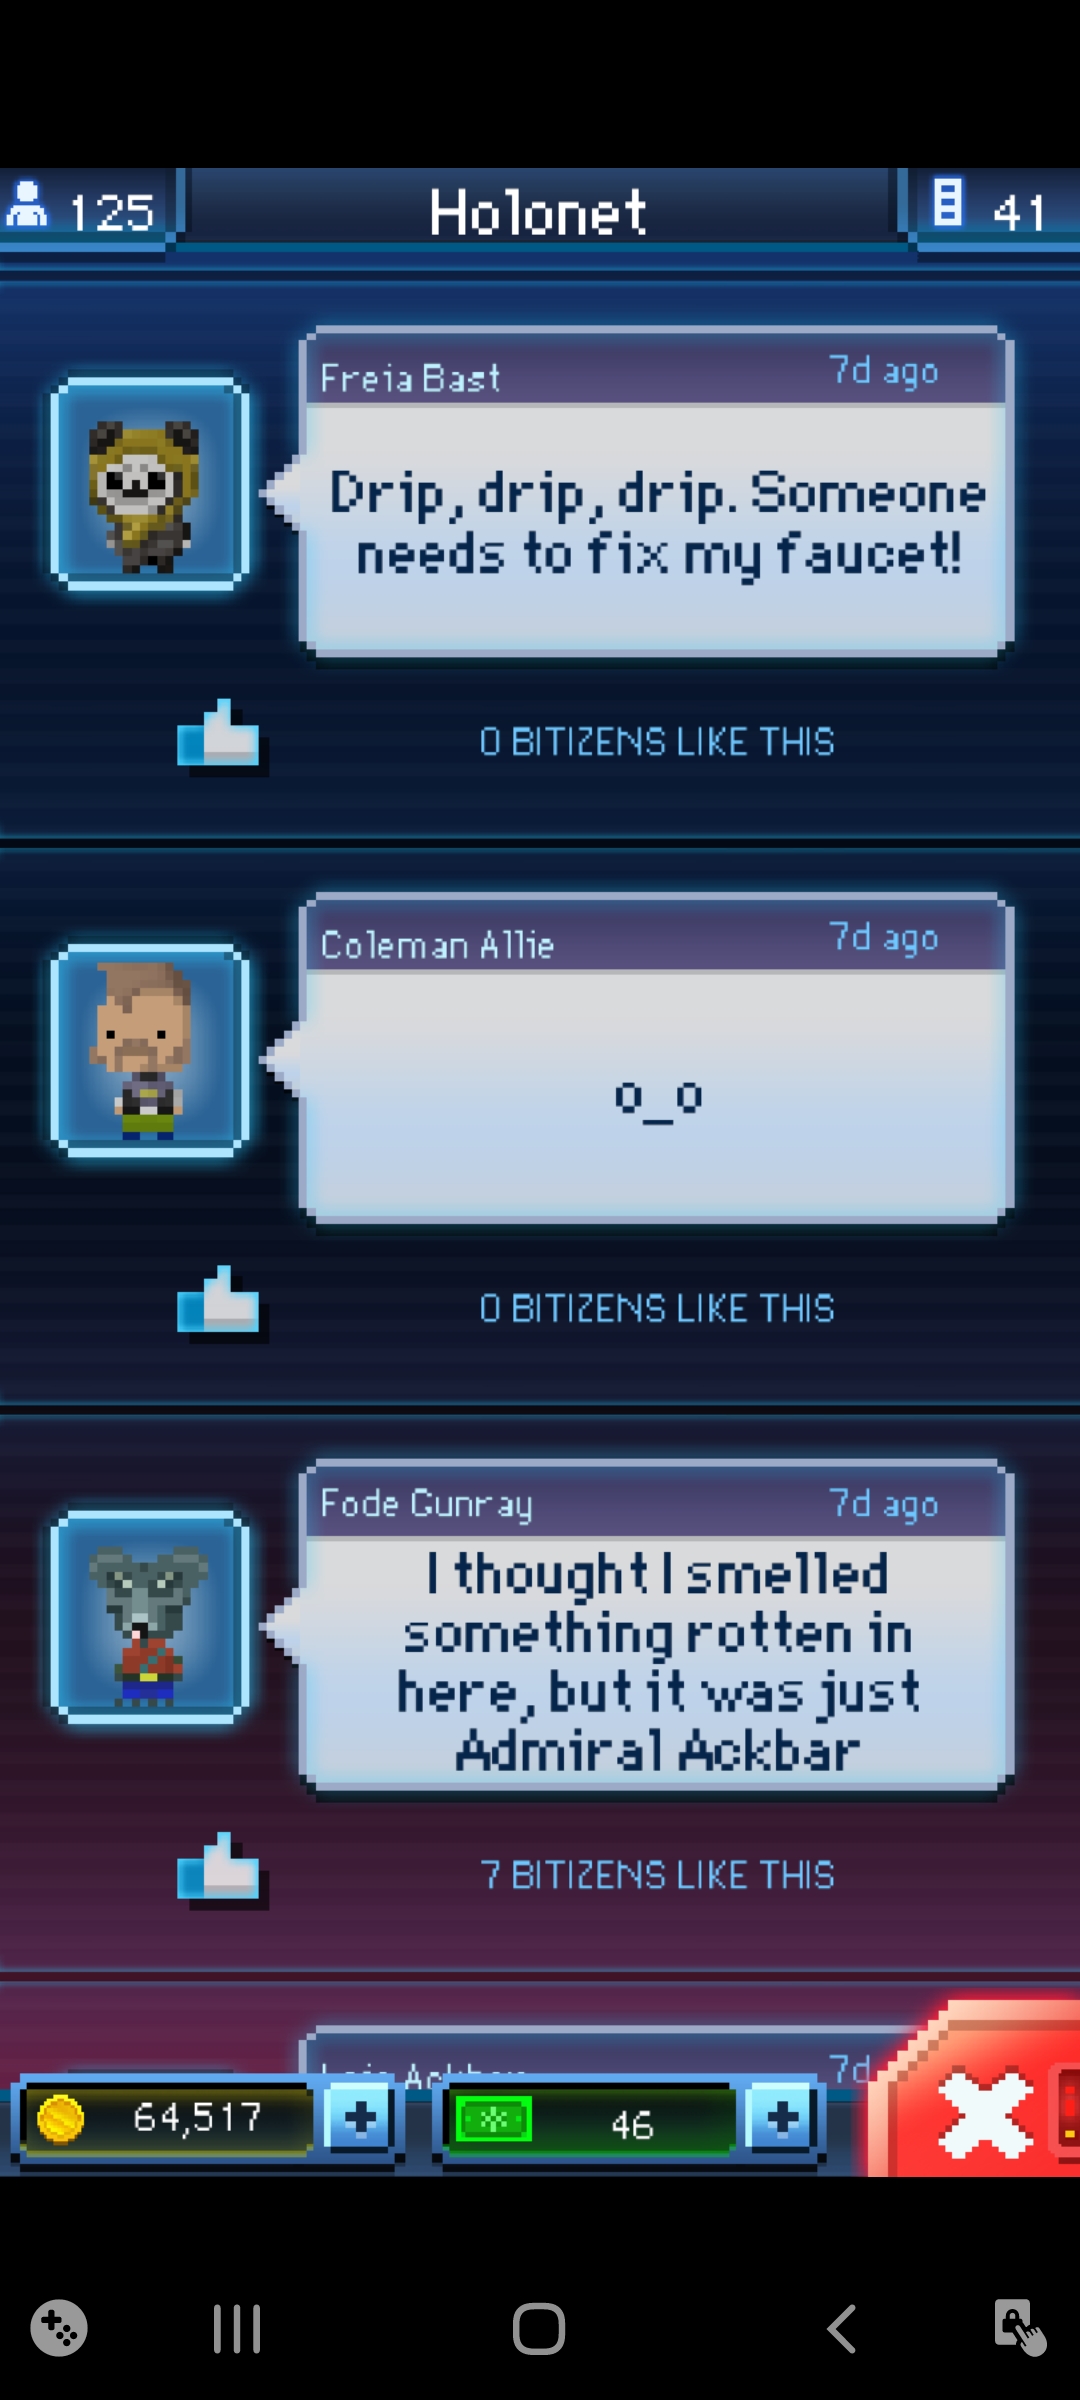 125
Holonet
41
Freia Bast
7d ago
Drip, drip, drip. Someone
needs to fix my faucet!
0 BITIZENS LIKE THIS
Coleman Allie
7d ago
o_o
0 BITIZENS LIKE THIS
Fode Gunray
7d ago
I thought I smelled
something rotten in
here, but it was just
Admiral Ackbar
7 BITIZENS LIKE THIS
7d
64,517
46